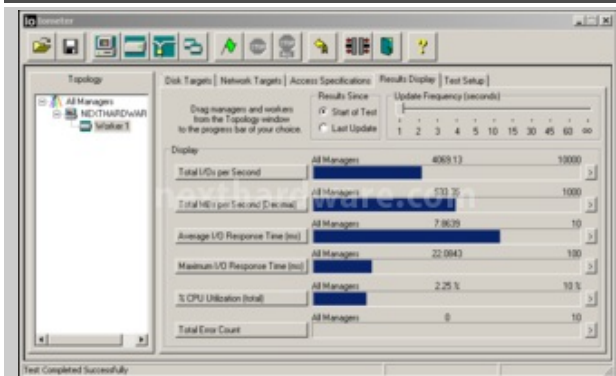 Io Iometer
Topology
All Managers
NEXTHARDWAR
Worker 1
Disk Targets | Network Targets | Access Specifications | Results Display | Test Setup
Drag managers and workers
from the Topology window
to the progress bar of your choice.
Results Since
Start of Test
Last Update
Update Frequency (seconds)
1 2 3 4 5 10 15 30 45 60 ∞
Display
Total I/Os per Second
All Managers 4069.13 10000
Total MBs per Second (Decimal)
All Managers 533.35 1000
nexthardware.com
Average I/O Response Time (ms)
All Managers 7.8639 10
Maximum I/O Response Time (ms)
All Managers 22.0843 100
% CPU Utilization (total)
All Managers 2.25 % 10 %
Total Error Count
All Managers 0 10
Test Completed Successfully